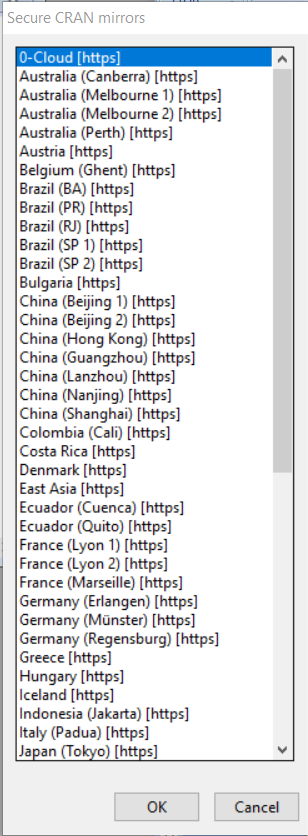 Secure CRAN mirrors
0-Cloud [https]
Australia (Canberra) [https]
Australia (Melbourne 1) [https]
Australia (Melbourne 2) [https]
Australia (Perth) [https]
Austria [https]
Belgium (Ghent) [https]
Brazil (BA) [https]
Brazil (PR) [https]
Brazil (RJ) [https]
Brazil (SP 1) [https]
Brazil (SP 2) [https]
Bulgaria [https]
China (Beijing 1) [https]
China (Beijing 2) [https]
China (Hong Kong) [https]
China (Guangzhou) [https]
China (Lanzhou) [https]
China (Nanjing) [https]
China (Shanghai) [https]
Colombia (Cali) [https]
Costa Rica [https]
Denmark [https]
East Asia [https]
Ecuador (Cuenca) [https]
Ecuador (Quito) [https]
France (Lyon 1) [https]
France (Lyon 2) [https]
France (Marseille) [https]
Germany (Erlangen) [https]
Germany (Münster) [https]
Germany (Regensburg) [https]
Greece [https]
Hungary [https]
Iceland [https]
Indonesia (Jakarta) [https]
Italy (Padua) [https]
Japan (Tokyo) [https]
OK Cancel